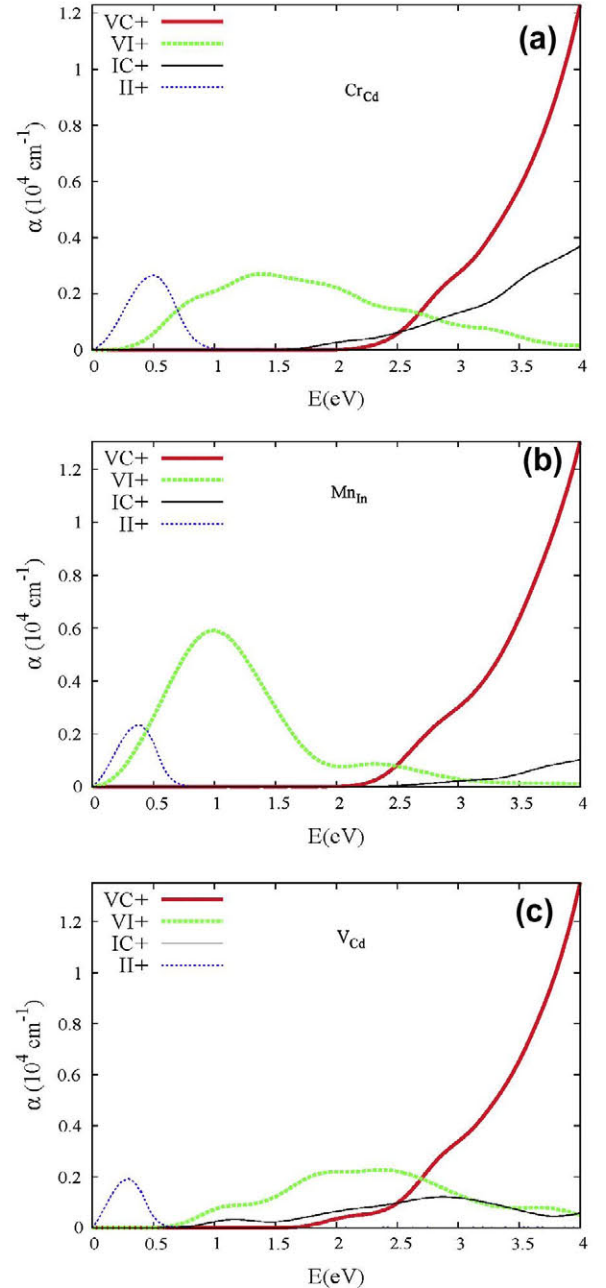 (a)
VC+
VI+
IC+
II+
Cr_Cd
α (10^4 cm^-1)
1.2
1
0.8
0.6
0.4
0.2
0
0 0.5 1 1.5 2 2.5 3 3.5 4
E(eV)
(b)
VC+
VI+
IC+
II+
Mn_In
α (10^4 cm^-1)
1.2
1
0.8
0.6
0.4
0.2
0
0 0.5 1 1.5 2 2.5 3 3.5 4
E(eV)
(c)
VC+
VI+
IC+
II+
V_Cd
α (10^4 cm^-1)
1.2
1
0.8
0.6
0.4
0.2
0
0 0.5 1 1.5 2 2.5 3 3.5 4
E(eV)